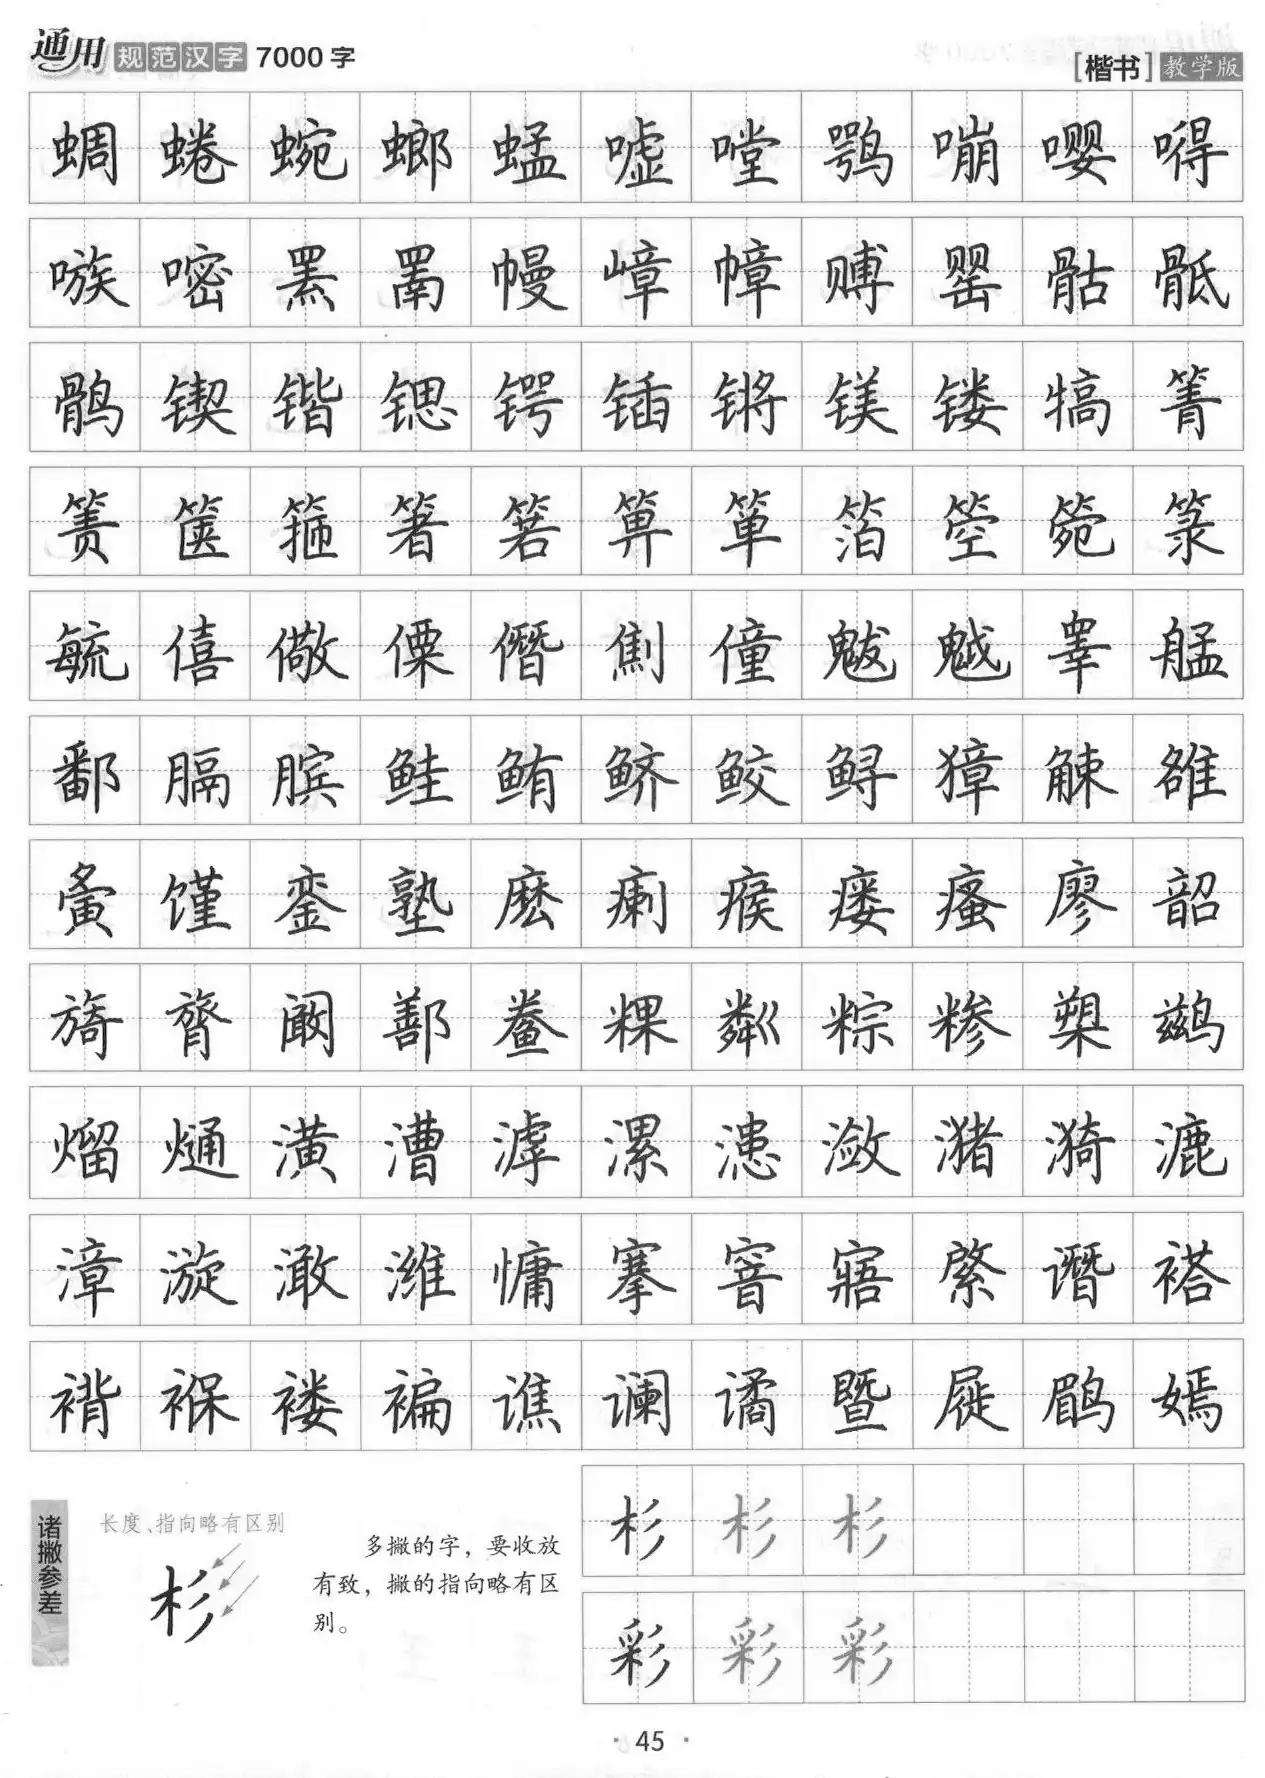 通用规范汉字7000字
[楷书]教学版
蜩蜷蜿螂蜢嘘嘡鹗嘣嘤嘚
嗾嘧罴罱幔嶂幛赙罂骷骶
鹘锲锴锶锷锸锵镁镂犒箐
箦箧箍箸箬箅箪箔箜箢箓
毓僖儆僳僭劁僮魃魆睾艋
鄱膈膑鲑鲔鲚鲛鲟獐觫雒
夤馑銮塾麽瘌瘊瘘瘙廖韶
旖膂阚鄯鲞粿粼粽糁槊鹚
熘熥潢漕滹漯漶潋潴漪漉
漳漩澉潍慵搴窨寤綮谮褡
褙褓褛褊谯谰谲暨屣鹛嫣
诸撇参差
长度、指向略有区别
杉
多撇的字，要收放
有致，撇的指向略有区
别。
杉杉杉
彩彩彩
·45·